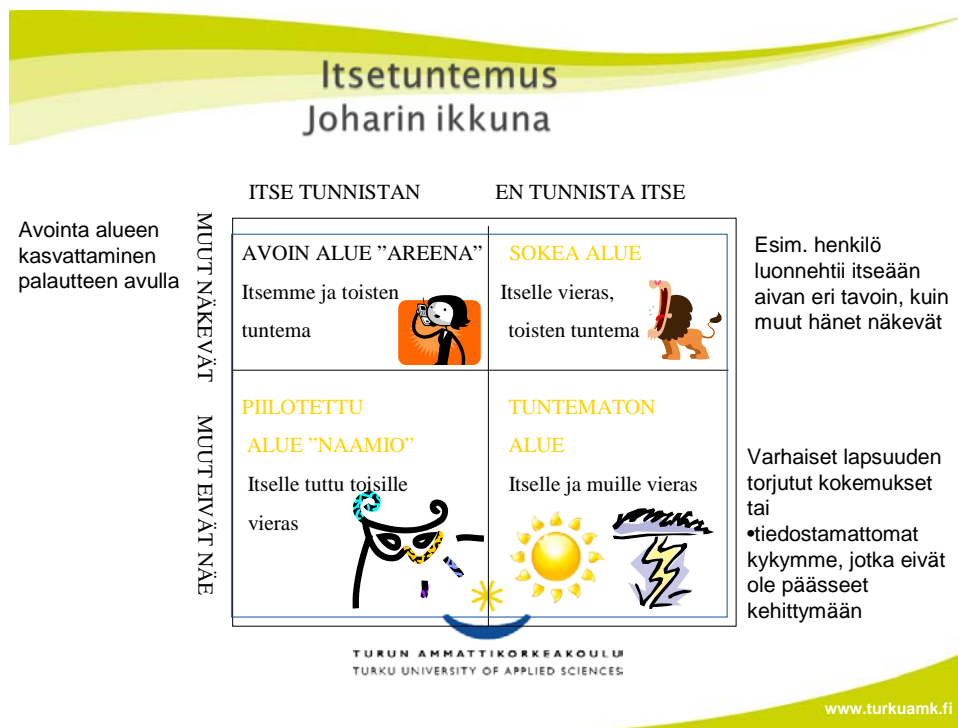 Itsetuntemus
Joharin ikkuna
ITSE TUNNISTAN
EN TUNNISTA ITSE
Avointa alueen
kasvattaminen
palautteen avulla
MUUT NÄKEVÄT
AVOIN ALUE ”AREENA”
Itsemme ja toisten
tuntema
SOKEA ALUE
Itselle vieras,
toisten tuntema
Esim. henkilö
luonnehtii itseään
aivan eri tavoin, kuin
muut hänet näkevät
MUUT EIVÄT NÄE
PIILOTETTU
ALUE ”NAAMIO”
Itselle tuttu toisille
vieras
TUNTEMATON
ALUE
Itselle ja muille vieras
Varhaiset lapsuuden
torjutut kokemukset
tai
•tiedostamattomat
kykymme, jotka eivät
ole päässeet
kehittymään
TURUN AMMATTIKORKEAKOULU
TURKU UNIVERSITY OF APPLIED SCIENCES
www.turkuamk.fi